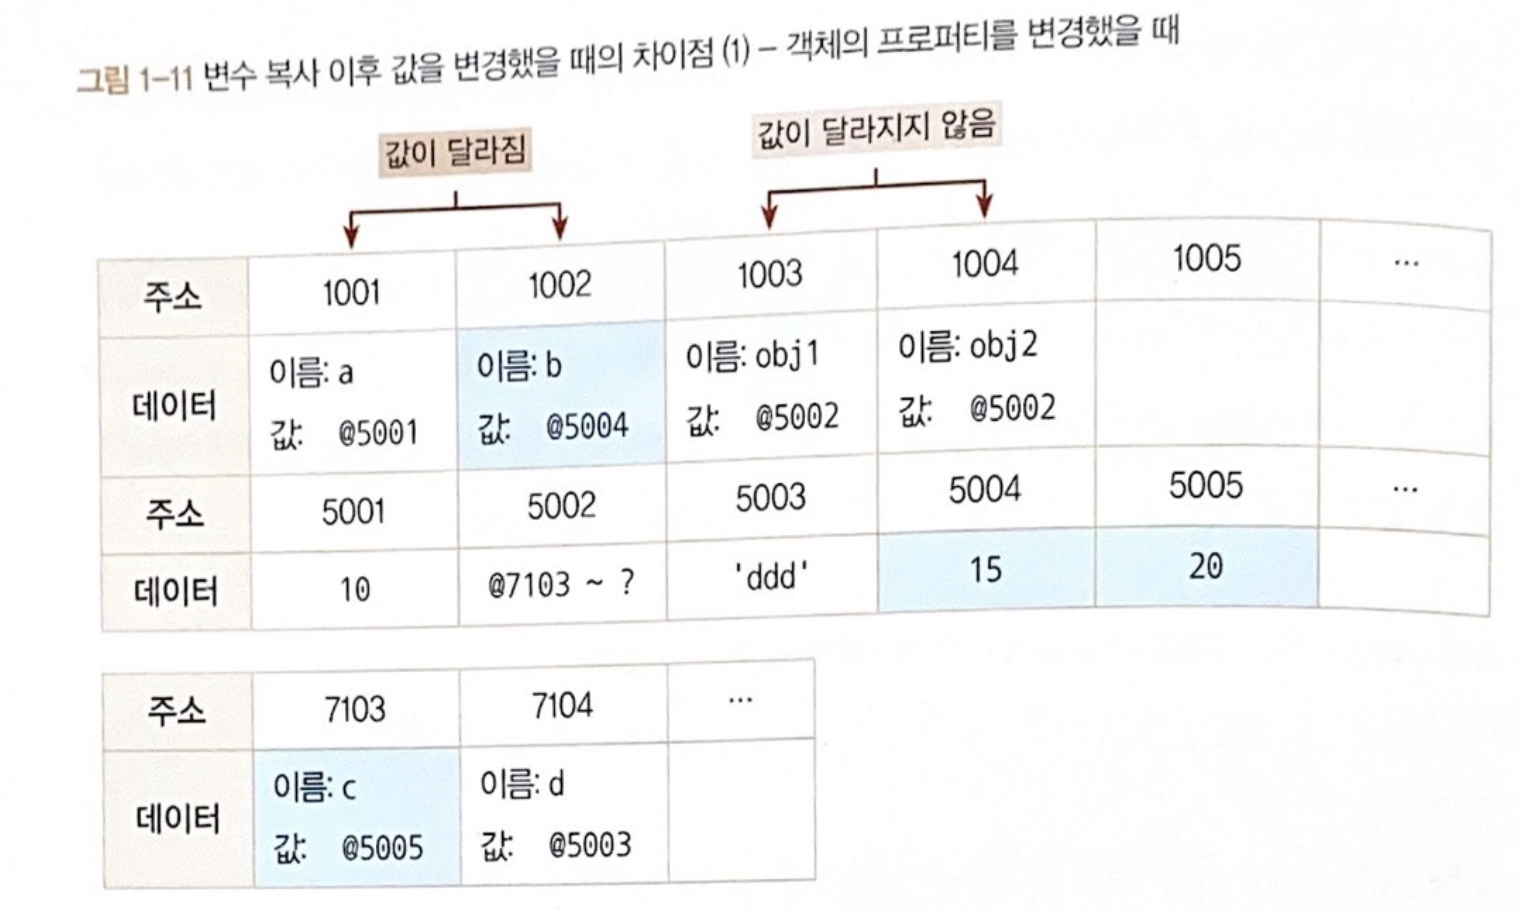 그림 1-11 변수 복사 이후 값을 변경했을 때의 차이점 (1) – 객체의 프로퍼티를 변경했을 때
값이 달라짐 값이 달라지지 않음
주소 1001 1002 1003 1004 1005 ...
데이터
이름: a 이름: b 이름: obj1 이름: obj2
값: @5001 값: @5004 값: @5002 값: @5002
주소 5001 5002 5003 5004 5005 ...
데이터 10 @7103 ~ ? 'ddd' 15 20
주소 7103 7104 ...
데이터
이름: c 이름: d
값: @5005 값: @5003